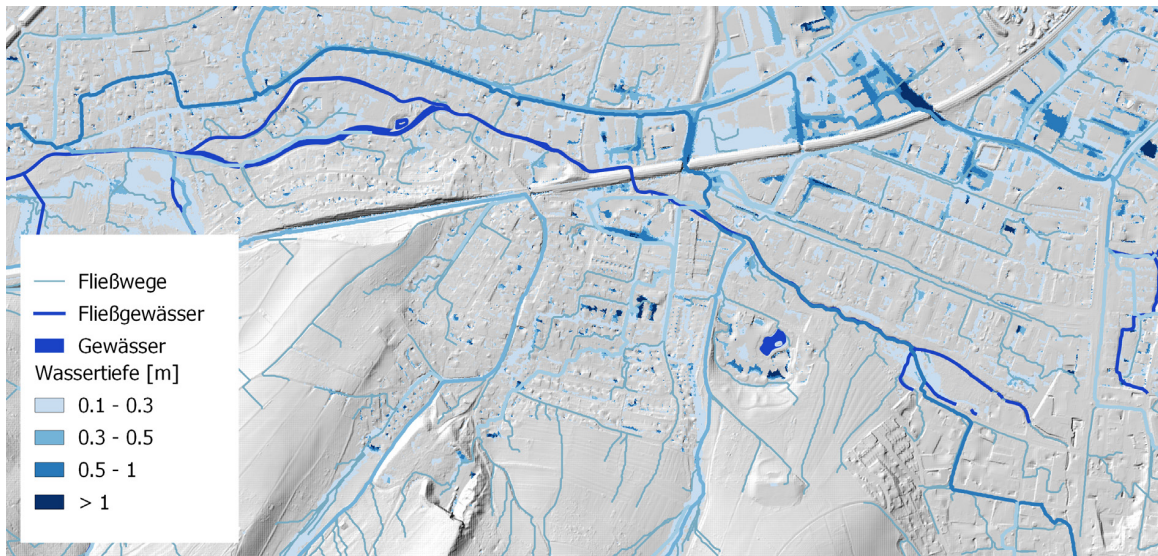 Fließwege
Fließgewässer
Gewässer
Wassertiefe [m]
0.1 - 0.3
0.3 - 0.5
0.5 - 1
> 1